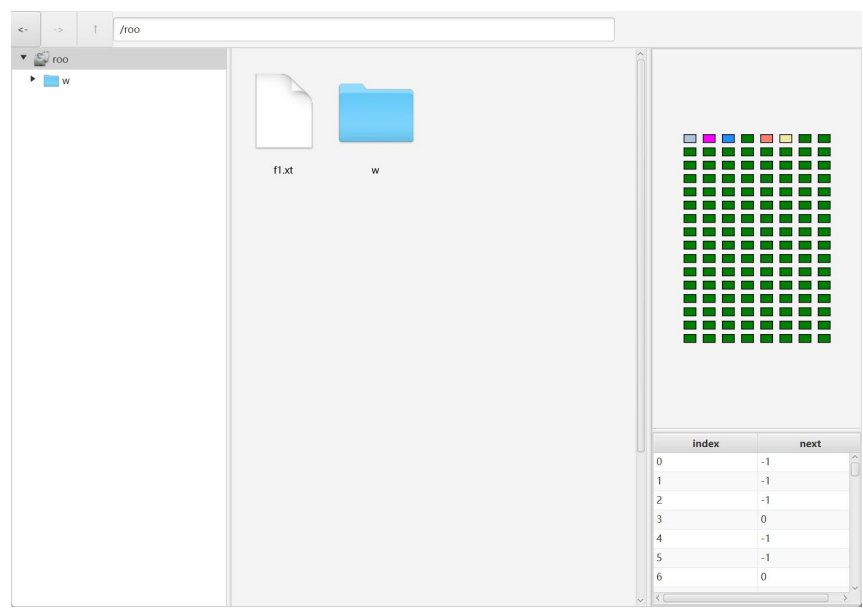 <- -> ↑ /roo
roo
w
f1.xt w
index next
0 -1
1 -1
2 -1
3 0
4 -1
5 -1
6 0